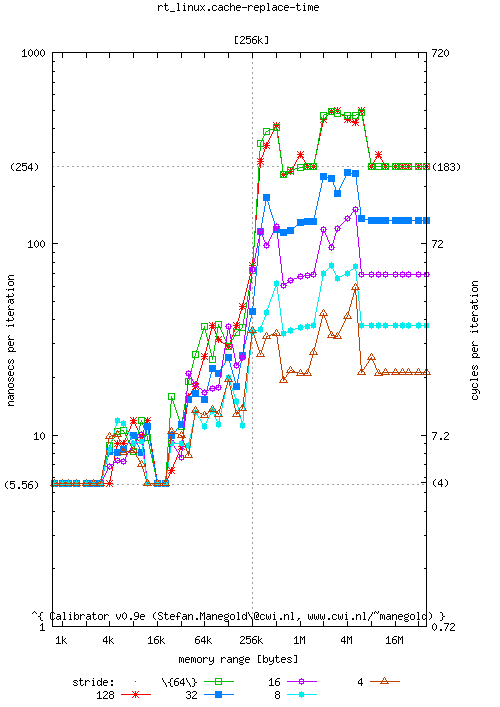 rt_linux.cache-replace-time
[256k]
1000
720
(254)
(183)
100
72
nanosecs per iteration
cycles per iteration
10
7.2
(5.56)
(4)
^{ Calibrator v0.9e (Stefan.Manegold\@cwi.nl, www.cwi.nl/~manegold) }
1
0.72
1k 4k 16k 64k 256k 1M 4M 16M
memory range [bytes]
stride: \{64\} 16 4
128 32 8